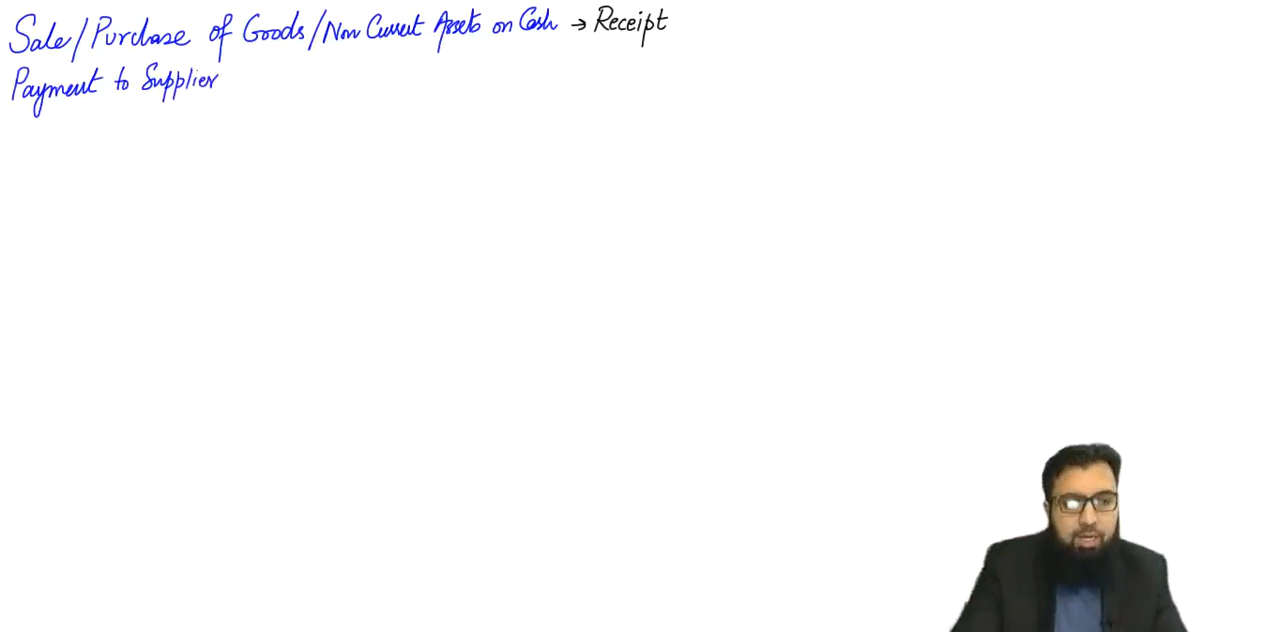 Sale/Purchase of Goods/Non Current Assets on Cash → Receipt
Payment to Supplier